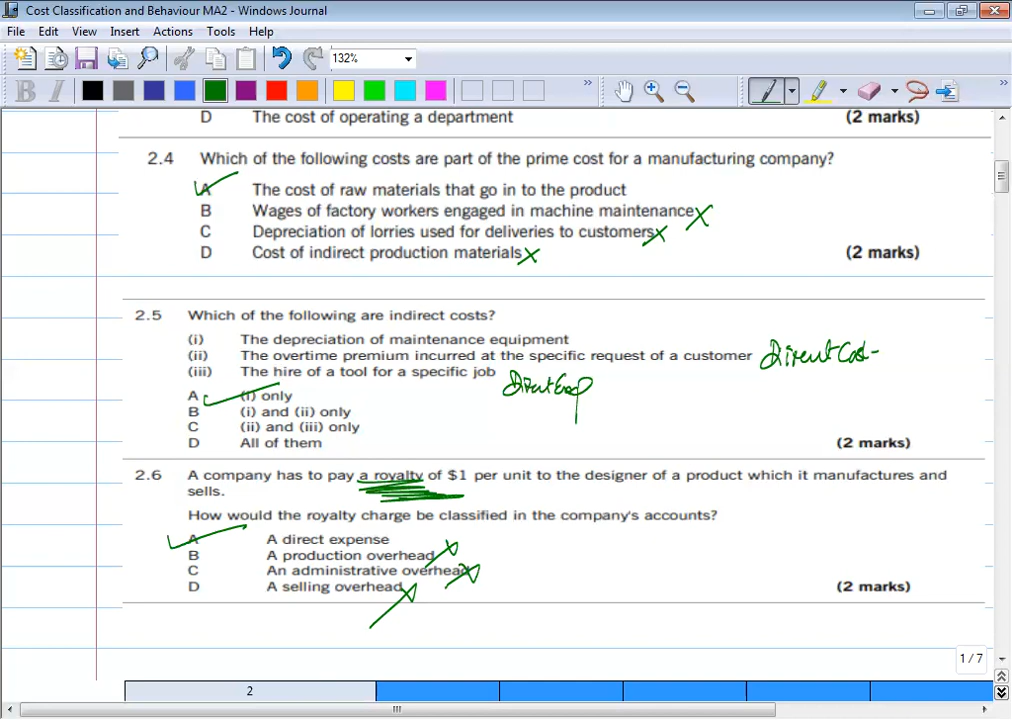 Cost Classification and Behaviour MA2 - Windows Journal
File Edit View Insert Actions Tools Help
132%
B I
D The cost of operating a department (2 marks)
2.4 Which of the following costs are part of the prime cost for a manufacturing company?
A The cost of raw materials that go in to the product
B Wages of factory workers engaged in machine maintenance
C Depreciation of lorries used for deliveries to customers
D Cost of indirect production materials (2 marks)
2.5 Which of the following are indirect costs?
(i) The depreciation of maintenance equipment
(ii) The overtime premium incurred at the specific request of a customer Dirent Cost
(iii) The hire of a tool for a specific job
A (i) only
B (i) and (ii) only
C (ii) and (iii) only
D All of them (2 marks)
2.6 A company has to pay a royalty of $1 per unit to the designer of a product which it manufactures and
sells.
How would the royalty charge be classified in the company's accounts?
A A direct expense
B A production overhead
C An administrative overhead
D A selling overhead (2 marks)
1 / 7
2